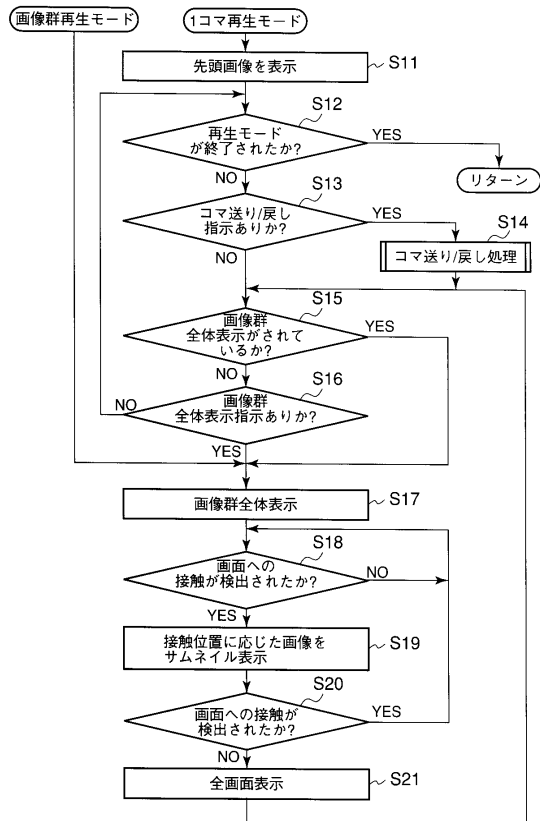 画像群再生モード
1コマ再生モード
先頭画像を表示
S11
S12
再生モード
が終了されたか?
YES
リターン
NO
S13
コマ送り/戻し
指示ありか?
YES
S14
コマ送り/戻し処理
NO
S15
画像群
全体表示がされて
いるか?
YES
NO
S16
画像群
全体表示指示ありか?
NO
YES
画像群全体表示
S17
S18
画面への
接触が検出されたか?
NO
YES
接触位置に応じた画像を
サムネイル表示
S19
S20
画面への接触が
検出されたか?
YES
NO
全画面表示
S21